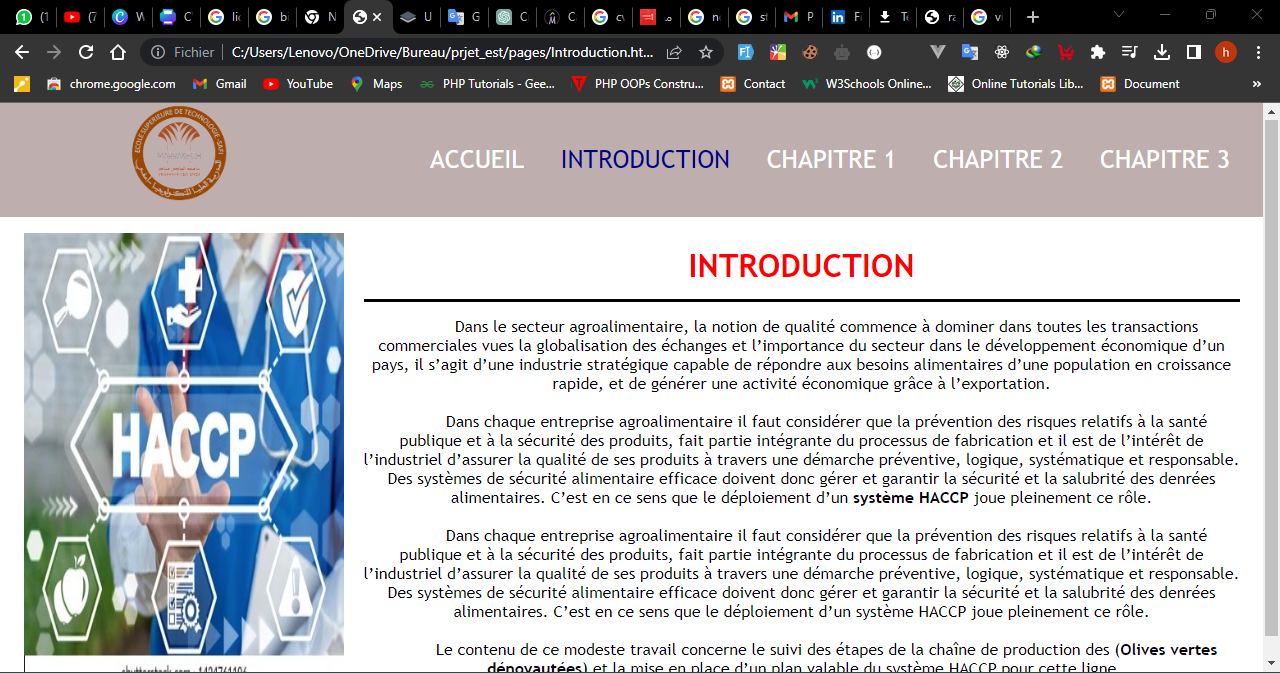 (1
(7
C
W
C
G
lie
bi
N
U
G
C
C
cv
مـ
n
st
P
Fi
Te
ra
vi
Fichier
C:/Users/Lenovo/OneDrive/Bureau/prjet_est/pages/Introduction.ht...
h
chrome.google.com
Gmail
YouTube
Maps
PHP Tutorials - Gee...
PHP OOPs Constru...
Contact
W3Schools Online...
Online Tutorials Lib...
Document
»
ECOLE SUPERIEURE DE TECHNOLOGIE-SAFI
ACCUEIL INTRODUCTION CHAPITRE 1 CHAPITRE 2 CHAPITRE 3
HACCP
INTRODUCTION
Dans le secteur agroalimentaire, la notion de qualité commence à dominer dans toutes les transactions
commerciales vues la globalisation des échanges et l’importance du secteur dans le développement économique d’un
pays, il s’agit d’une industrie stratégique capable de répondre aux besoins alimentaires d’une population en croissance
rapide, et de générer une activité économique grâce à l’exportation.
Dans chaque entreprise agroalimentaire il faut considérer que la prévention des risques relatifs à la santé
publique et à la sécurité des produits, fait partie intégrante du processus de fabrication et il est de l’intérêt de
l’industriel d’assurer la qualité de ses produits à travers une démarche préventive, logique, systématique et responsable.
Des systèmes de sécurité alimentaire efficace doivent donc gérer et garantir la sécurité et la salubrité des denrées
alimentaires. C’est en ce sens que le déploiement d’un système HACCP joue pleinement ce rôle.
Dans chaque entreprise agroalimentaire il faut considérer que la prévention des risques relatifs à la santé
publique et à la sécurité des produits, fait partie intégrante du processus de fabrication et il est de l’intérêt de
l’industriel d’assurer la qualité de ses produits à travers une démarche préventive, logique, systématique et responsable.
Des systèmes de sécurité alimentaire efficace doivent donc gérer et garantir la sécurité et la salubrité des denrées
alimentaires. C’est en ce sens que le déploiement d’un système HACCP joue pleinement ce rôle.
Le contenu de ce modeste travail concerne le suivi des étapes de la chaîne de production des (Olives vertes
dénoyautées) et la mise en place d’un plan valable du système HACCP pour cette ligne.